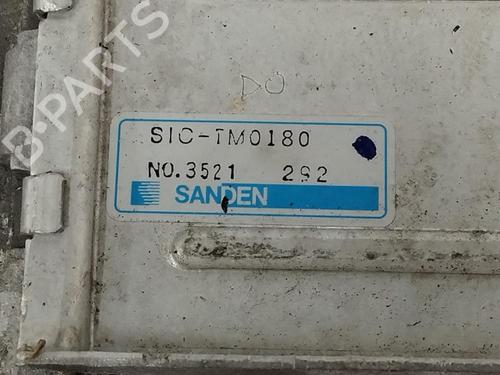 B-PARTS
DO
SIC-TM0180
NO.3521 292
SANDEN